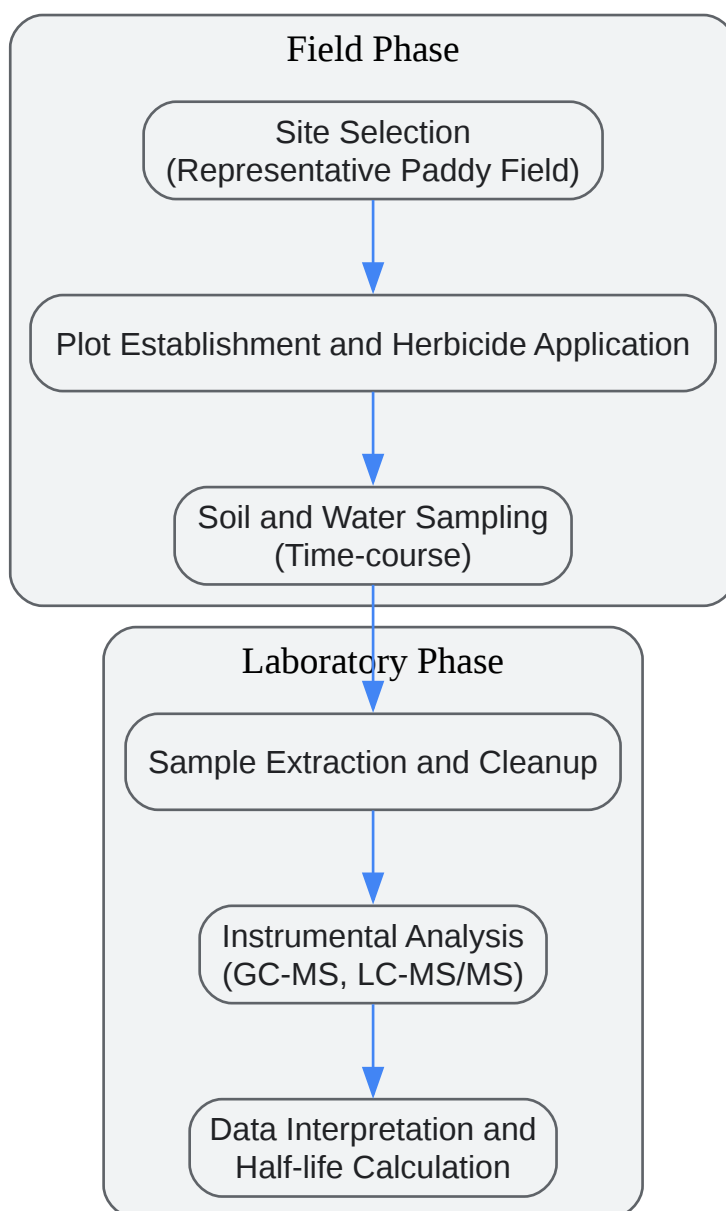 Field Phase
Site Selection
(Representative Paddy Field)
Plot Establishment and Herbicide Application
Soil and Water Sampling
(Time-course)
Laboratory Phase
Sample Extraction and Cleanup
Instrumental Analysis
(GC-MS, LC-MS/MS)
Data Interpretation and
Half-life Calculation